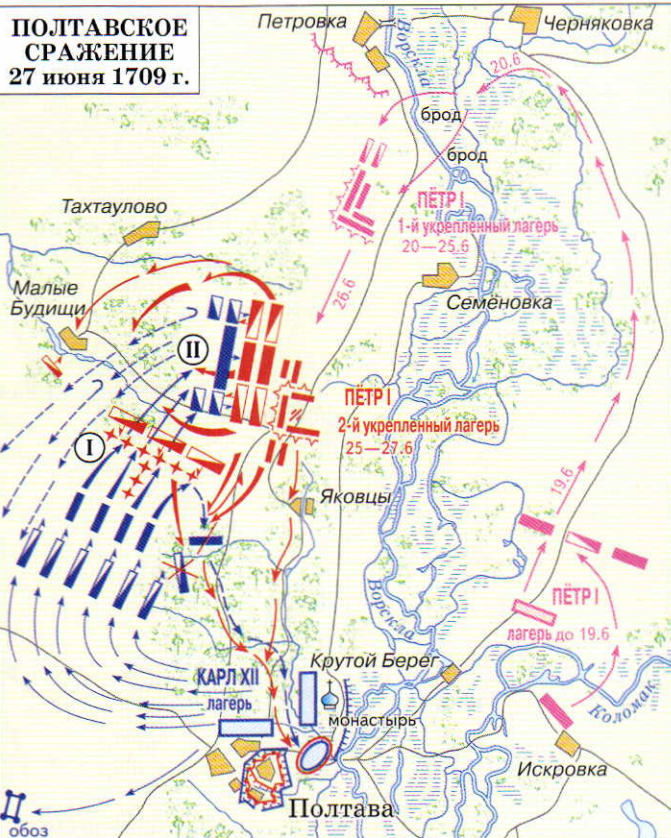 ПОЛТАВСКОЕ
СРАЖЕНИЕ
27 июня 1709 г.
Петровка
Ворскла
Черняковка
20.6
брод
брод
ПЁТР I
1-й укрепленный лагерь
20—25.6
Тахтаулово
26.6
Семёновка
Малые
Будищи
II
ПЁТР I
2-й укрепленный лагерь
25—27.6
I
19.6
Яковцы
Ворскла
ПЁТР I
лагерь до 19.6
КАРЛ XII
лагерь
Крутой Берег
Коломак
монастырь
Искровка
Полтава
обоз